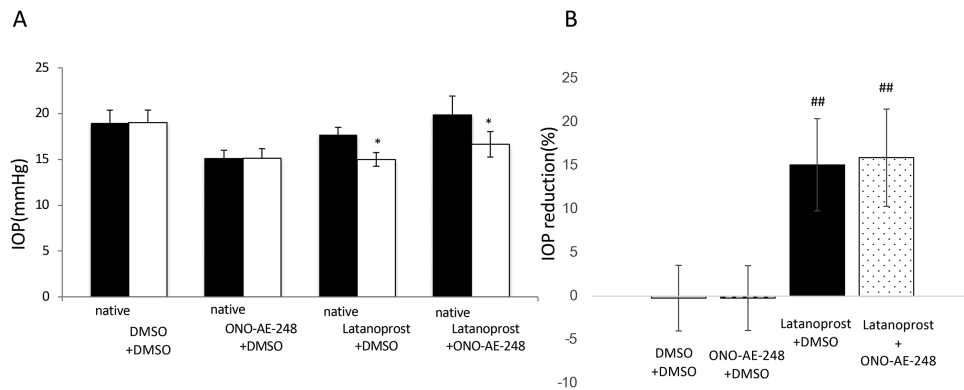 A
IOP(mmHg)
25
20
15
10
5
0
*
*
native
native
native
native
DMSO
+DMSO
ONO-AE-248
+DMSO
Latanoprost
+DMSO
Latanoprost
+ONO-AE-248
B
IOP reduction(%)
25
20
15
10
5
0
-5
-10
##
##
DMSO
+DMSO
ONO-AE-248
+DMSO
Latanoprost
+DMSO
Latanoprost
+
ONO-AE-248